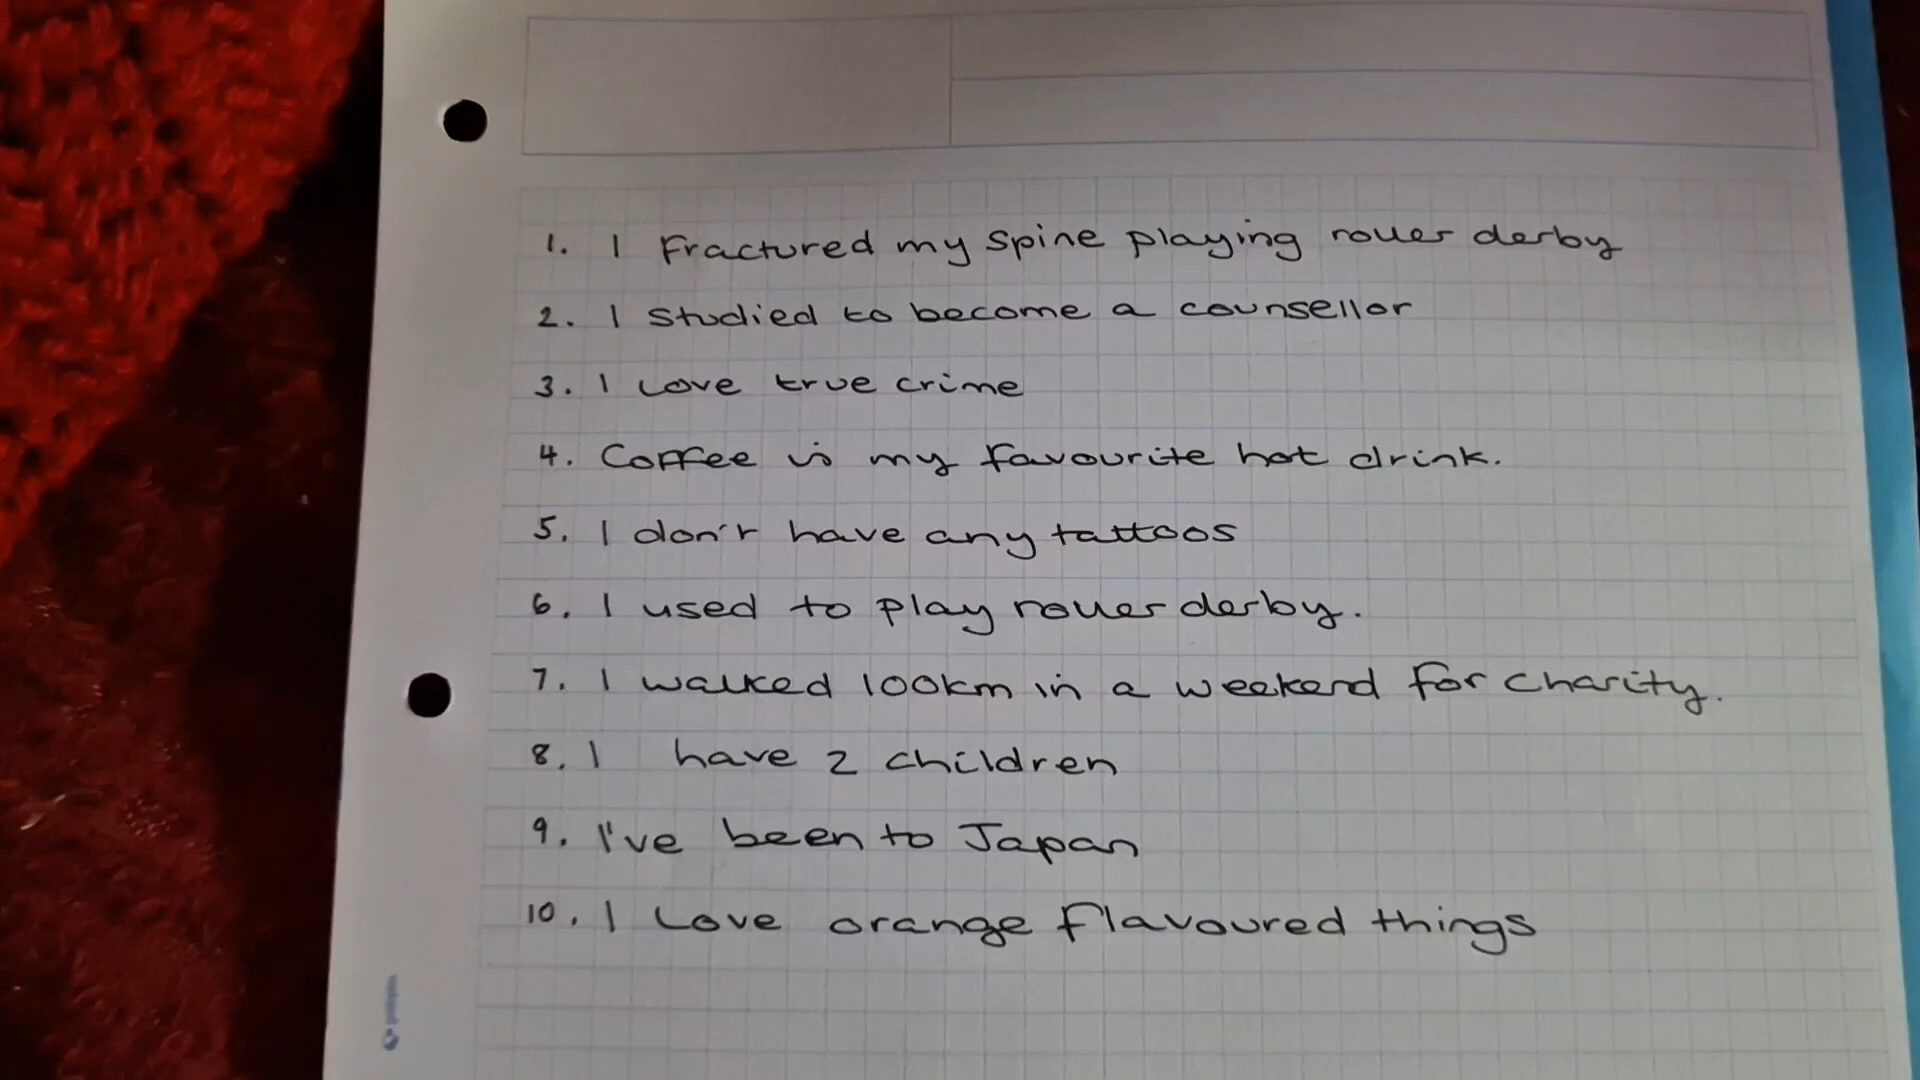 1. I Fractured my spine playing roller derby
2. I studied to become a counsellor
3. I love true crime
4. Coffee is my favourite hot drink.
5. I don't have any tattoos
6. I used to play roller derby.
7. I walked 100km in a weekend for charity.
8. I have 2 children
9. I've been to Japan
10. I love orange flavoured things